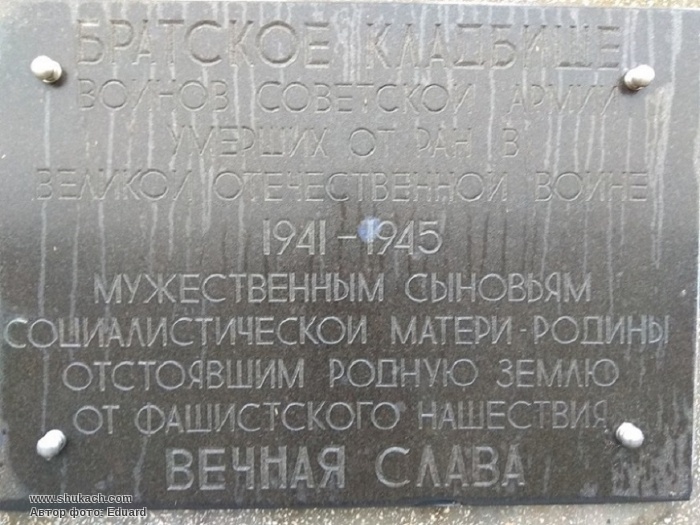 БРАТСКОЕ КЛАДБИЩЕ
ВОИНОВ СОВЕТСКОЙ АРМИИ
УМЕРШИХ ОТ РАН В
ВЕЛИКОЙ ОТЕЧЕСТВЕННОЙ ВОЙНЕ
1941-1945
МУЖЕСТВЕННЫМ СЫНОВЬЯМ
СОЦИАЛИСТИЧЕСКОЙ МАТЕРИ-РОДИНЫ
ОТСТОЯВШИМ РОДНУЮ ЗЕМЛЮ
ОТ ФАШИСТСКОГО НАШЕСТВИЯ
ВЕЧНАЯ СЛАВА
www.shukach.com
Автор фото: Eduard